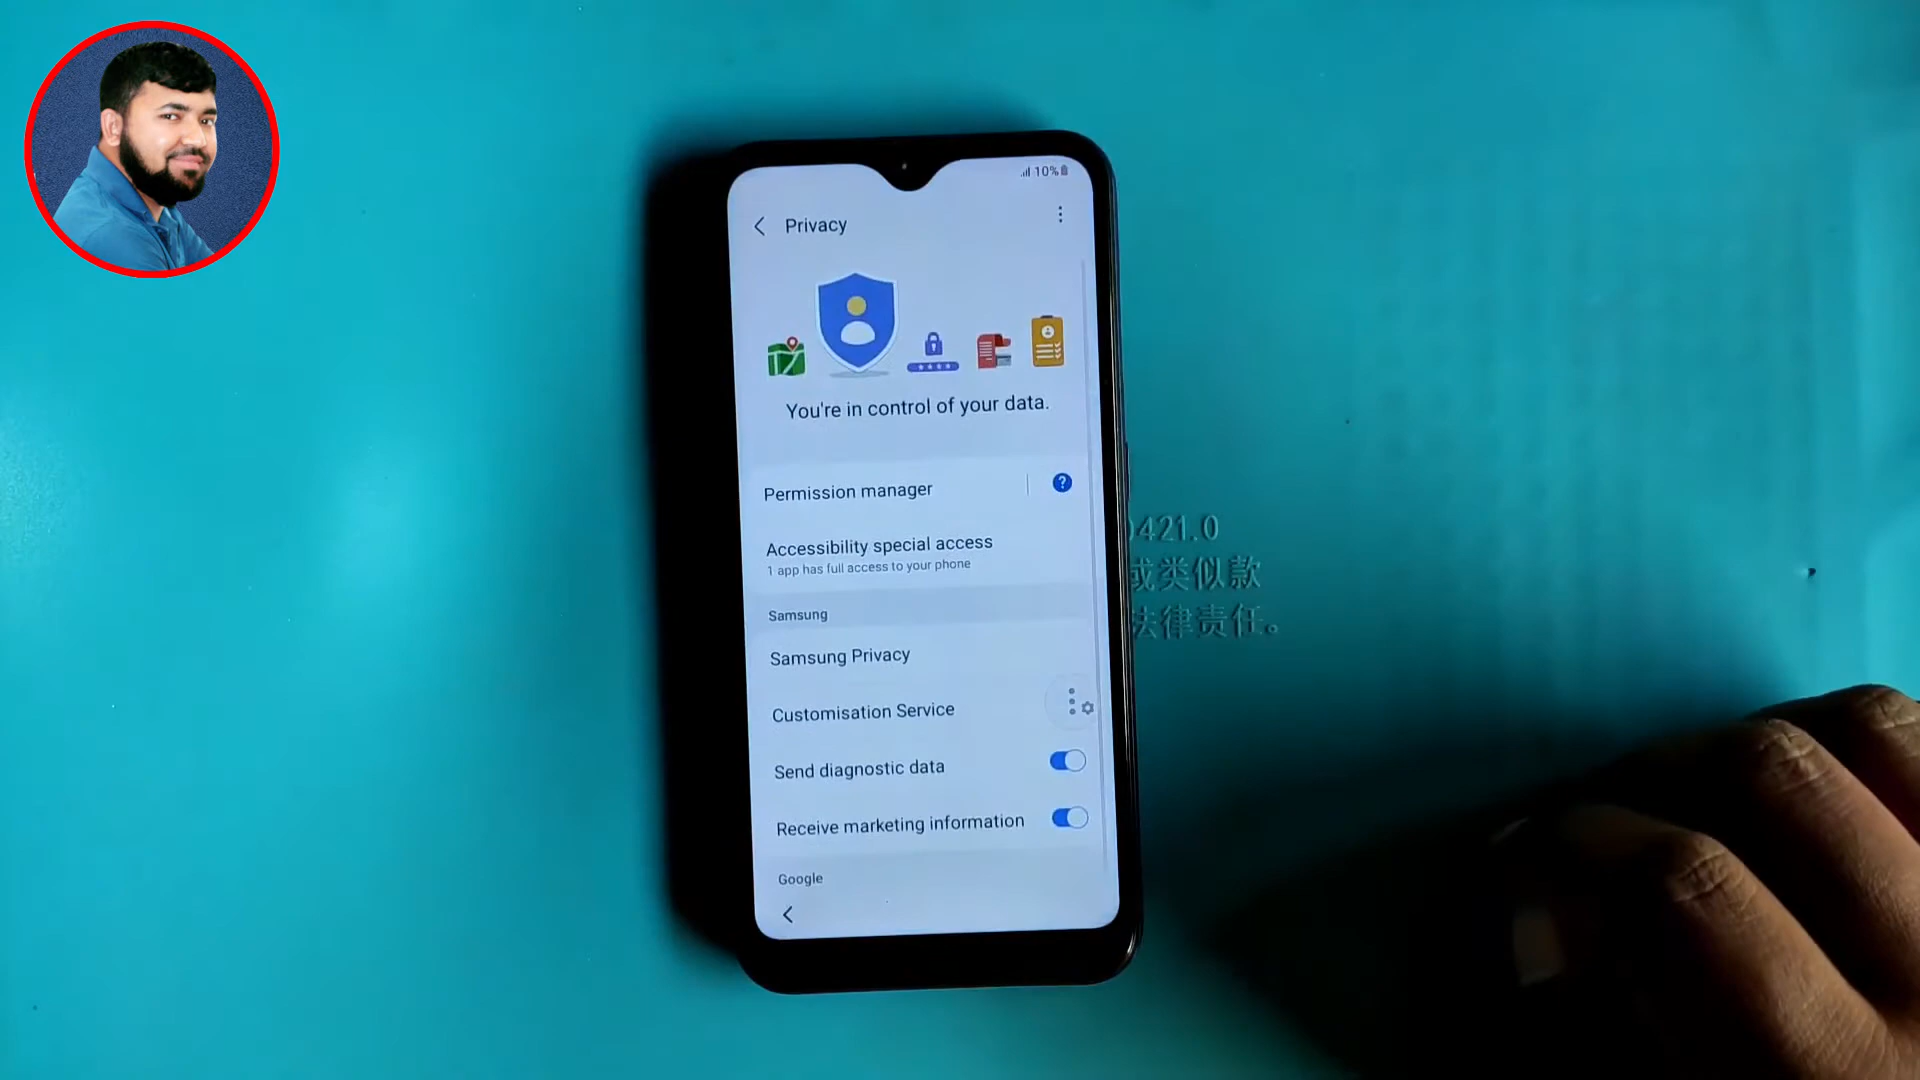 10%
Privacy
You're in control of your data.
Permission manager
?
Accessibility special access
1 app has full access to your phone
Samsung
Samsung Privacy
Customisation Service
Send diagnostic data
Receive marketing information
Google
421.0
或类似款
法律责任。